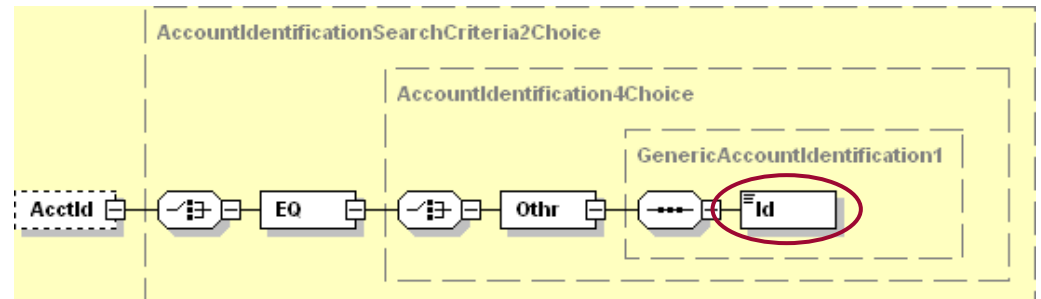 AccountIdentificationSearchCriteria2Choice
AccountIdentification4Choice
GenericAccountIdentification1
AcctId EQ Othr Id